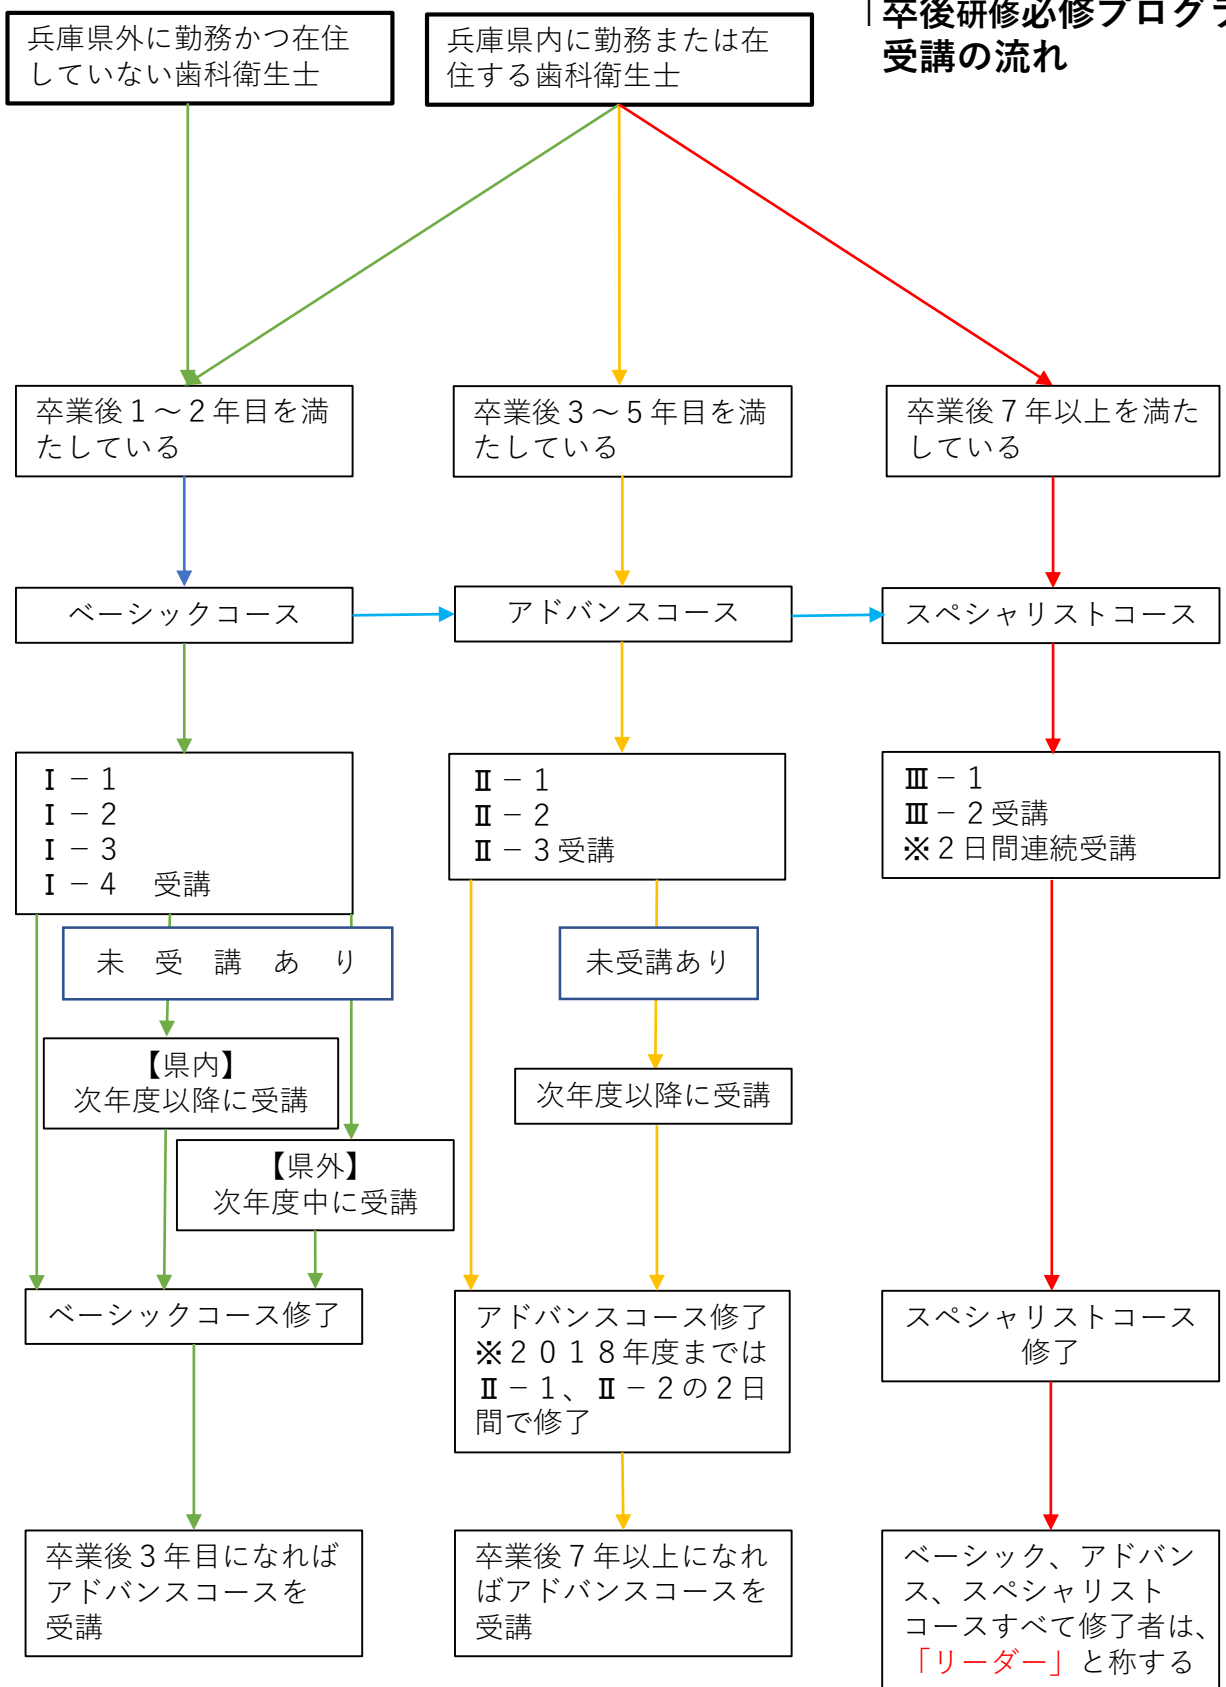 「卒後研修必修プログラ
受講の流れ
兵庫県外に勤務かつ在住
していない歯科衛生士
兵庫県内に勤務または在
住する歯科衛生士
卒業後１～２年目を満
たしている
卒業後３～５年目を満
たしている
卒業後７年以上を満た
している
ベーシックコース
アドバンスコース
スペシャリストコース
Ⅰ－１
Ⅰ－２
Ⅰ－３
Ⅰ－４　受講
Ⅱ－１
Ⅱ－２
Ⅱ－３受講
Ⅲ－１
Ⅲ－２受講
※２日間連続受講
未　受　講　あ　り
未受講あり
【県内】
次年度以降に受講
次年度以降に受講
【県外】
次年度中に受講
ベーシックコース修了
アドバンスコース修了
※２０１８年度までは
Ⅱ－１、Ⅱ－２の２日
間で修了
スペシャリストコース
修了
卒業後３年目になれば
アドバンスコースを
受講
卒業後７年以上になれ
ばアドバンスコースを
受講
ベーシック、アドバン
ス、スペシャリスト
コースすべて修了者は、
「リーダー」と称する